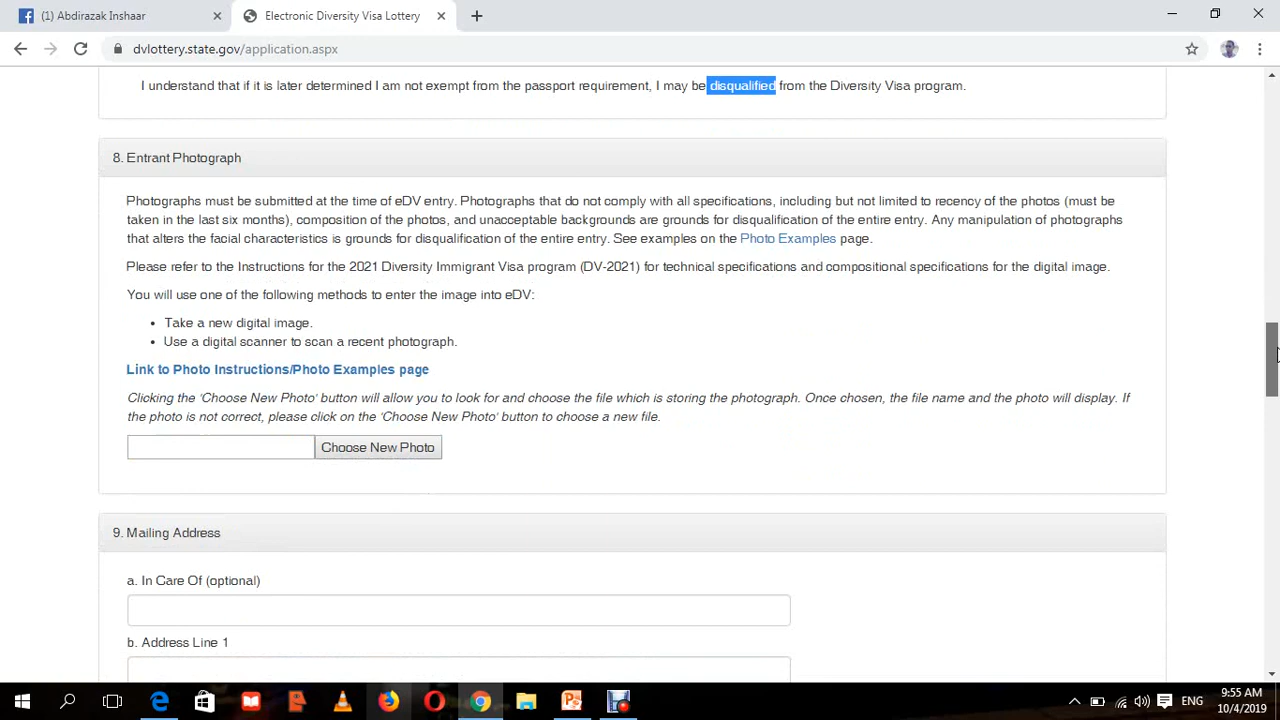 (1) Abdirazak Inshaar
Electronic Diversity Visa Lottery
dvlottery.state.gov/application.aspx
I understand that if it is later determined I am not exempt from the passport requirement, I may be disqualified from the Diversity Visa program.
8. Entrant Photograph
Photographs must be submitted at the time of eDV entry. Photographs that do not comply with all specifications, including but not limited to recency of the photos (must be
taken in the last six months), composition of the photos, and unacceptable backgrounds are grounds for disqualification of the entire entry. Any manipulation of photographs
that alters the facial characteristics is grounds for disqualification of the entire entry. See examples on the Photo Examples page.
Please refer to the Instructions for the 2021 Diversity Immigrant Visa program (DV-2021) for technical specifications and compositional specifications for the digital image.
You will use one of the following methods to enter the image into eDV:
• Take a new digital image.
• Use a digital scanner to scan a recent photograph.
Link to Photo Instructions/Photo Examples page
Clicking the 'Choose New Photo' button will allow you to look for and choose the file which is storing the photograph. Once chosen, the file name and the photo will display. If
the photo is not correct, please click on the 'Choose New Photo' button to choose a new file.
Choose New Photo
9. Mailing Address
a. In Care Of (optional)
b. Address Line 1
ENG
9:55 AM
10/4/2019